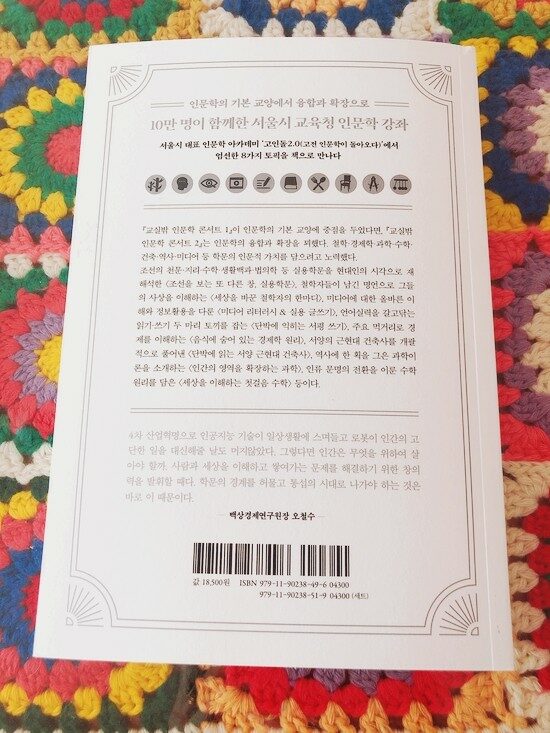 인문학의 기본 교양에서 융합과 확장으로
10만 명이 함께한 서울시 교육청 인문학 강좌
서울시 대표 인문학 아카데미 '고인돌2.0(고전 인문학이 돌아오다)'에서
엄선한 8가지 토픽을 책으로 만나다
『교실밖 인문학 콘서트 1』이 인문학의 기본 교양에 중점을 두었다면, 『교실밖
인문학 콘서트 2』는 인문학의 융합과 확장을 꾀했다. 철학·경제학·과학·수학·
건축·역사·미디어 등 학문의 인문적 가치를 담으려고 노력했다.
조선의 천문·지리·수학·생활백과·법의학 등 실용학문을 현대인의 시각으로 재
해석한 〈조선을 보는 또 다른 창, 실용학문〉, 철학자들이 남긴 명언으로 그들
의 사상을 이해하는 〈세상을 바꾼 철학자의 한마디〉, 미디어에 대한 올바른 이
해와 정보활용을 다룬 〈미디어 리터러시 & 실용 글쓰기〉, 언어실력을 갈고닦는
읽기·쓰기 두 마리 토끼를 잡는 〈단박에 익히는 서평 쓰기〉, 주요 먹거리로 경
제를 이해하는 〈음식에 숨어 있는 경제학 원리〉, 서양의 근현대 건축사를 개괄
적으로 풀어낸 〈단박에 읽는 서양 근현대 건축사〉, 역사에 한 획을 그은 과학이
론을 소개하는 〈인간의 영역을 확장하는 과학〉, 인류 문명의 전환을 이룬 수학
원리를 담은 〈세상을 이해하는 첫걸음 수학〉 등이다.
4차 산업혁명으로 인공지능 기술이 일상생활에 스며들고 로봇이 인간의 고
단한 일을 대신해줄 날도 머지않았다. 그렇다면 인간은 무엇을 위하여 살
아야 할까. 사람과 세상을 이해하고 쌓여가는 문제를 해결하기 위한 창의
력을 발휘할 때다. 학문의 경계를 허물고 통섭의 시대로 나가야 하는 것은
바로 이 때문이다.
백상경제연구원장 오철수
값 18,500원 ISBN 979-11-90238-49-6 04300
979-11-90238-51-9 04300 (세트)